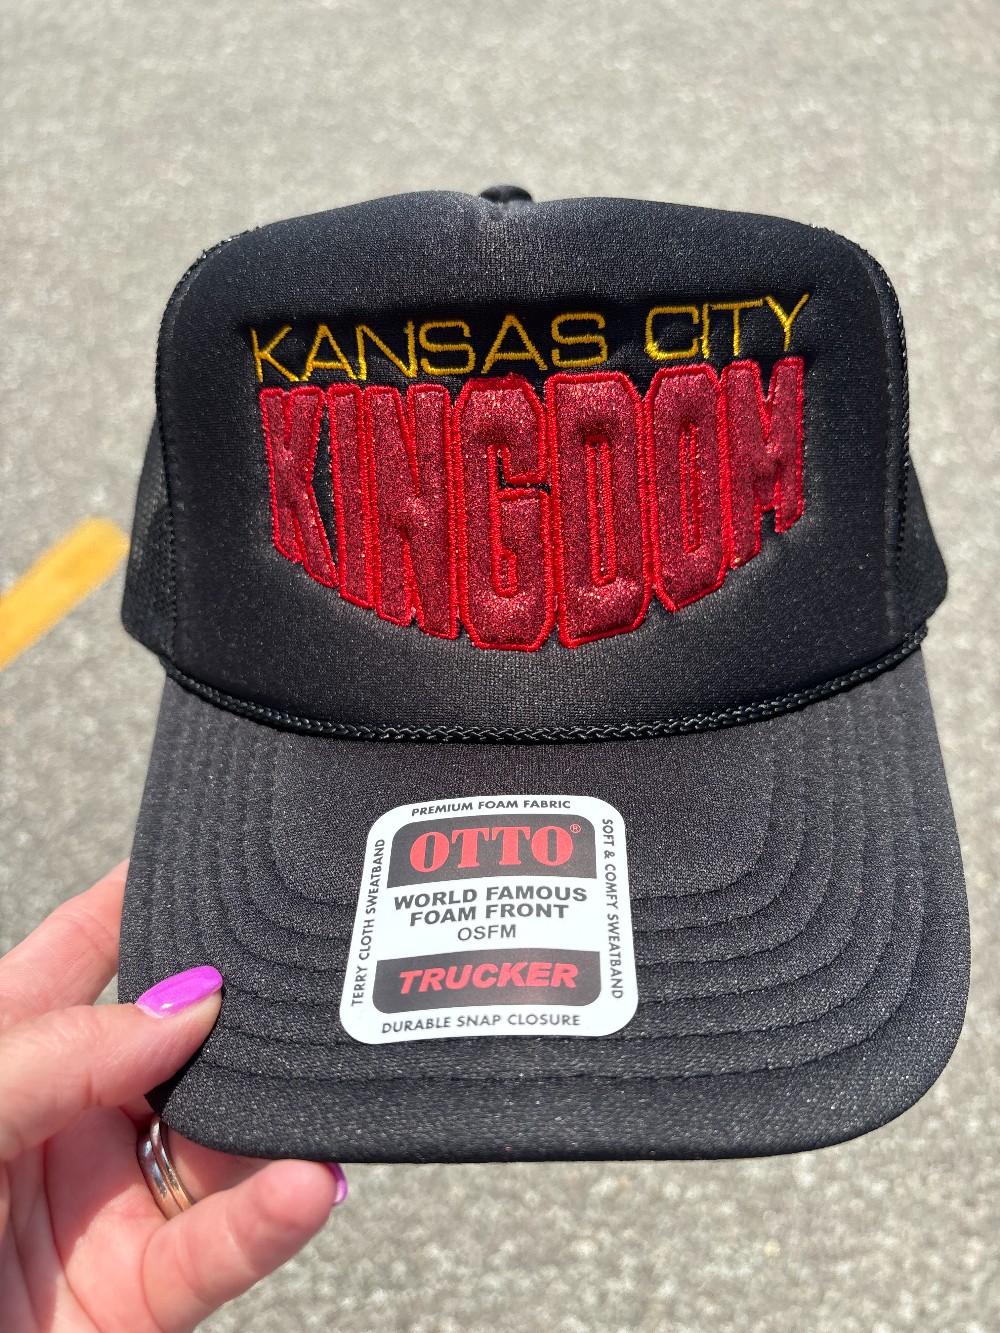 KANSAS CITY
KINGDOM
PREMIUM FOAM FABRIC
OTTO®
WORLD FAMOUS
FOAM FRONT
OSFM
TRUCKER
DURABLE SNAP CLOSURE
TERRY CLOTH SWEATBAND
SOFT & COMFY SWEATBAND